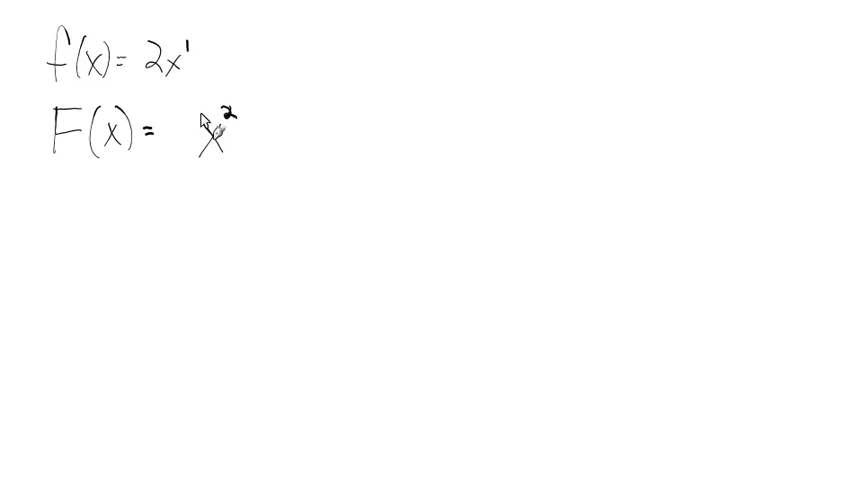 f(x) = 2x¹
F(x) = x²